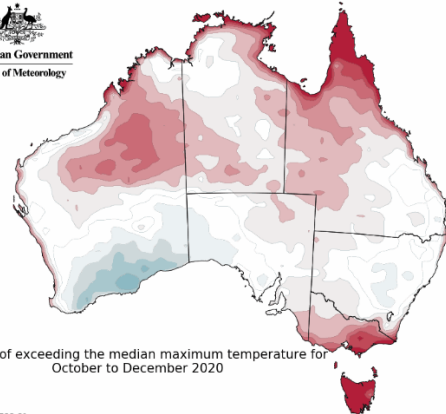 an Government
of Meteorology
of exceeding the median maximum temperature for
October to December 2020